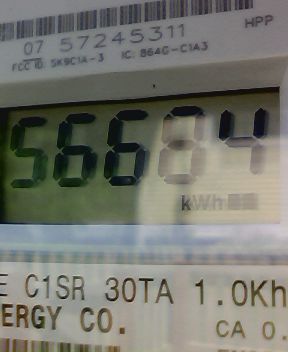 HPP
07 57245311
FCC ID: SK9C1A-3 IC: 864G-C1A3
56684
kWh
E C1SR 30TA 1.0Kh
ERGY CO.
CA 0.